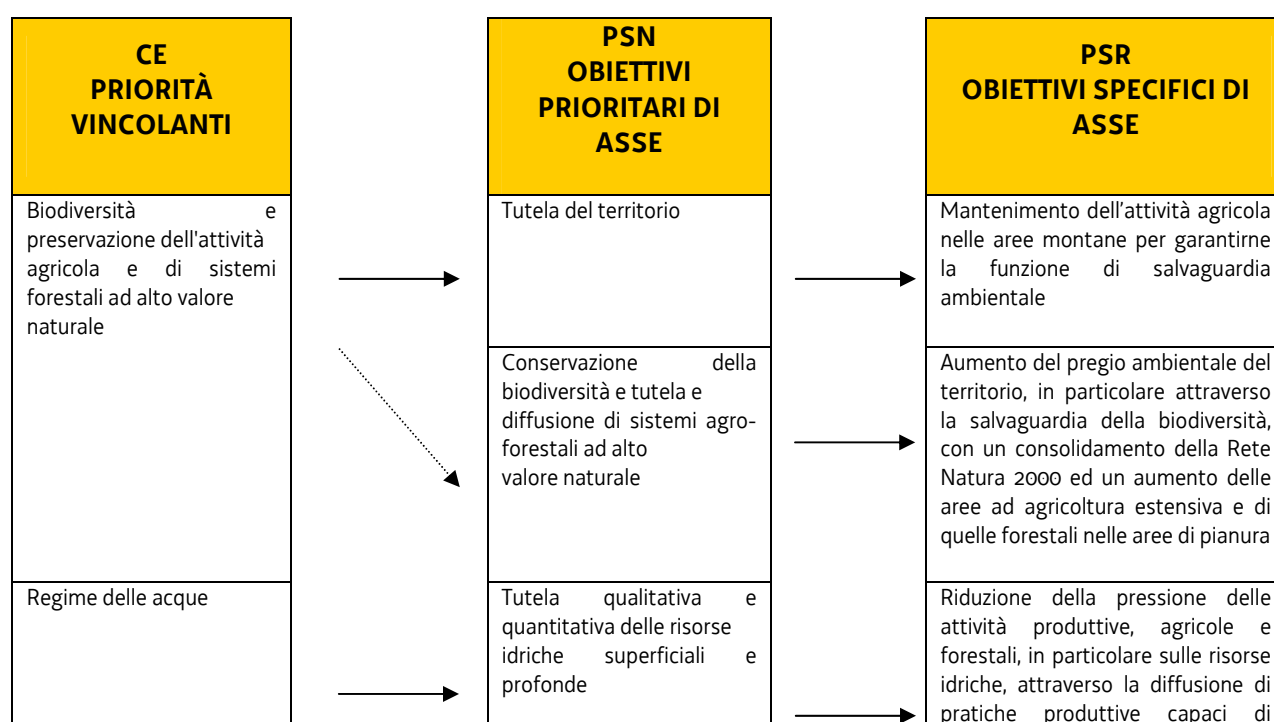 CE
PRIORITÀ
VINCOLANTI
PSN
OBIETTIVI
PRIORITARI DI
ASSE
PSR
OBIETTIVI SPECIFICI DI
ASSE
Biodiversità e
preservazione dell'attività
agricola e di sistemi
forestali ad alto valore
naturale
Tutela del territorio
Mantenimento dell’attività agricola
nelle aree montane per garantirne
la funzione di salvaguardia
ambientale
Conservazione della
biodiversità e tutela e
diffusione di sistemi agro-
forestali ad alto
valore naturale
Aumento del pregio ambientale del
territorio, in particolare attraverso
la salvaguardia della biodiversità,
con un consolidamento della Rete
Natura 2000 ed un aumento delle
aree ad agricoltura estensiva e di
quelle forestali nelle aree di pianura
Regime delle acque
Tutela qualitativa e
quantitativa delle risorse
idriche superficiali e
profonde
Riduzione della pressione delle
attività produttive, agricole e
forestali, in particolare sulle risorse
idriche, attraverso la diffusione di
pratiche produttive capaci di